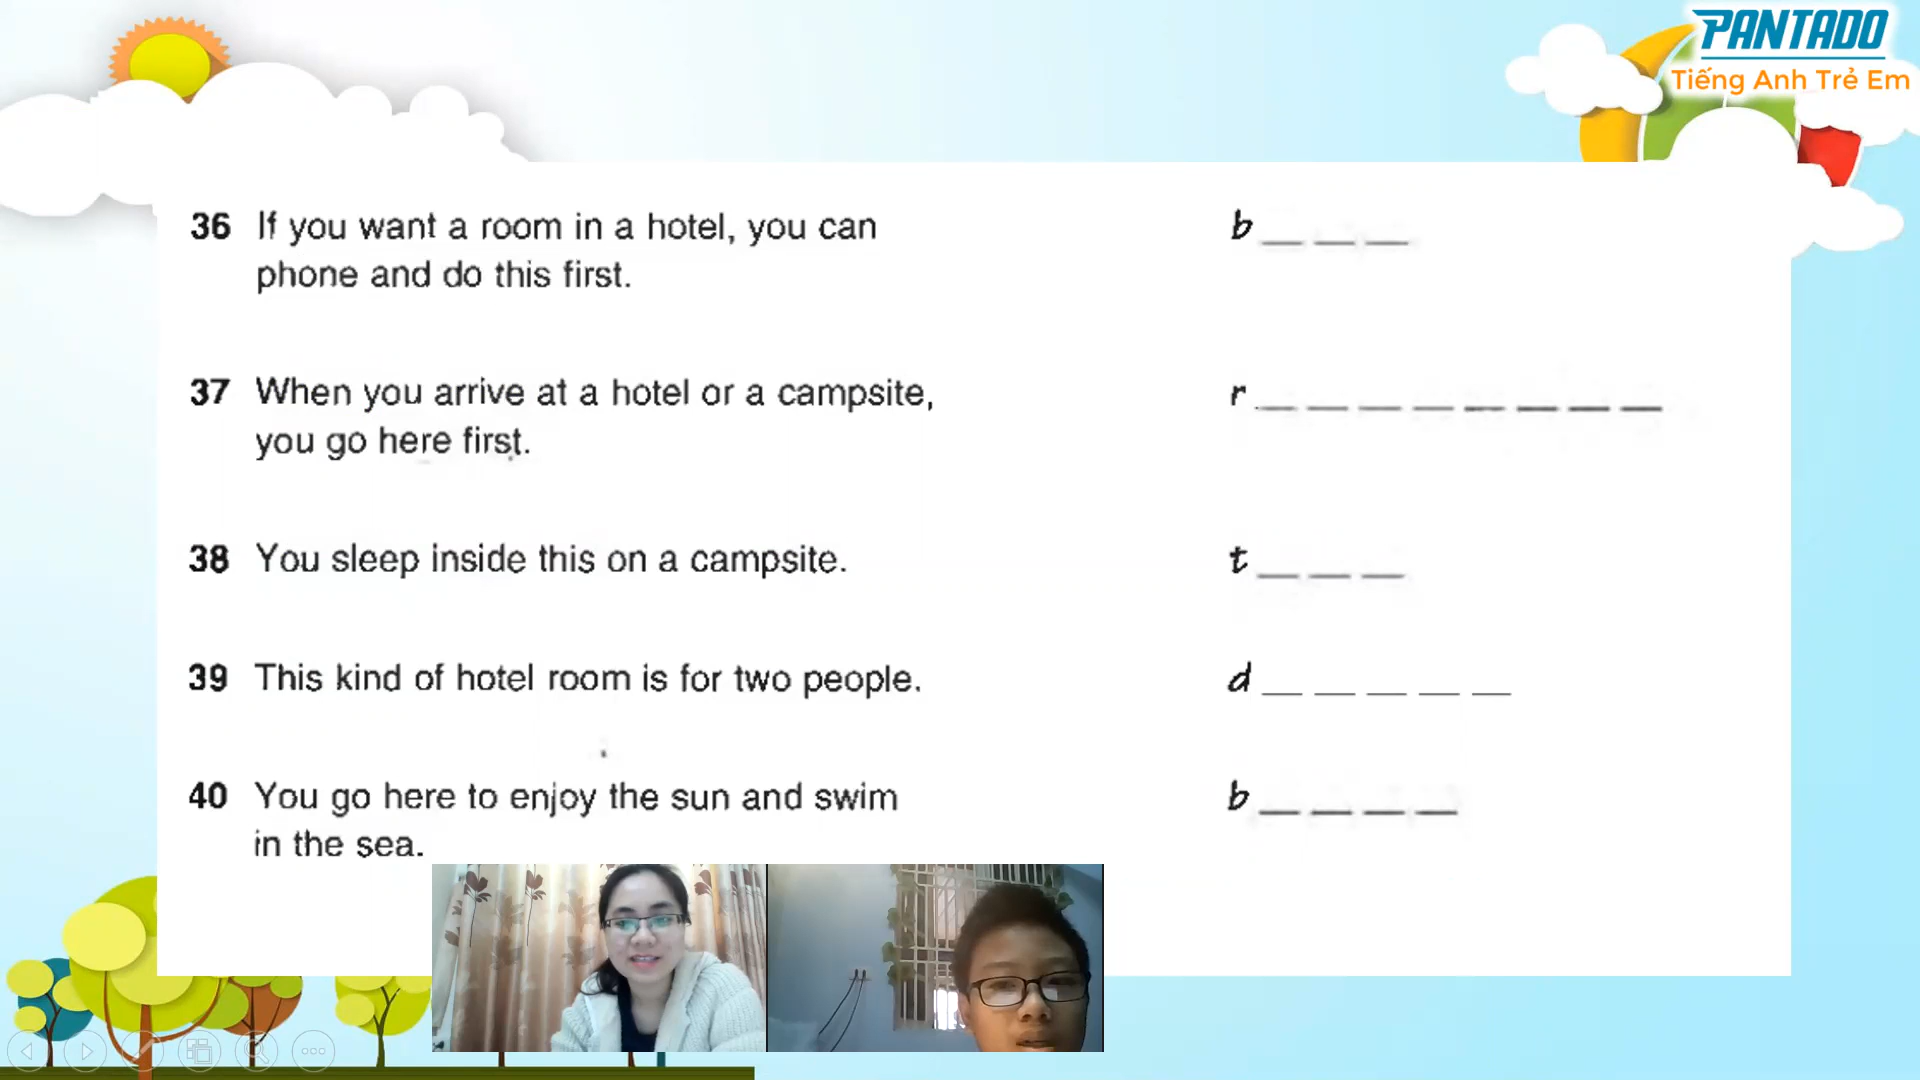 PANTADO
Tiếng Anh Trẻ Em
36 If you want a room in a hotel, you can b _ _ _
phone and do this first.
37 When you arrive at a hotel or a campsite, r _ _ _ _ _ _ _ _
you go here first.
38 You sleep inside this on a campsite. t _ _ _
39 This kind of hotel room is for two people. d _ _ _ _ _
40 You go here to enjoy the sun and swim b _ _ _ _
in the sea.